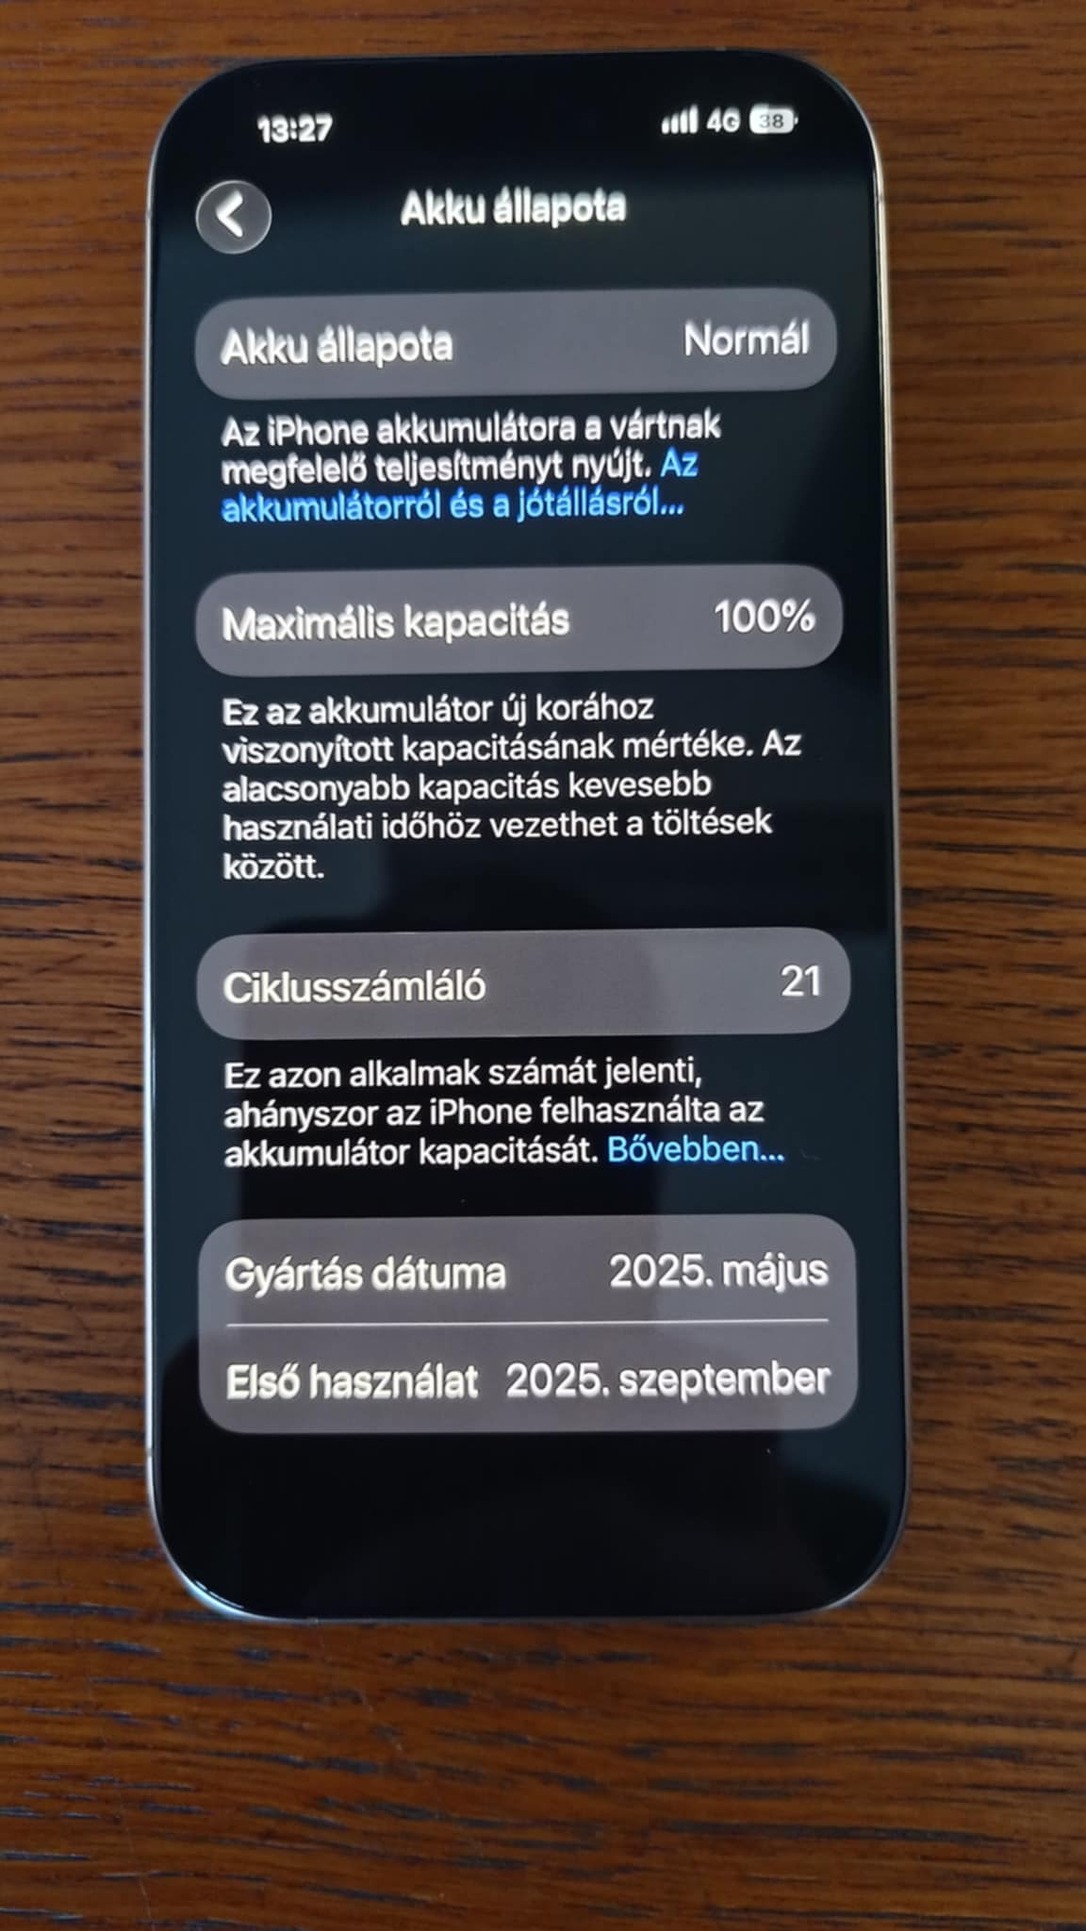 13:27 4G 38
Akku állapota
Akku állapota Normál
Az iPhone akkumulátora a vártnak
megfelelő teljesítményt nyújt. Az
akkumulátorról és a jótállásról...
Maximális kapacitás 100%
Ez az akkumulátor új korához
viszonyított kapacitásának mértéke. Az
alacsonyabb kapacitás kevesebb
használati időhöz vezethet a töltések
között.
Ciklusszámláló 21
Ez azon alkalmak számát jelenti,
ahányszor az iPhone felhasználta az
akkumulátor kapacitását. Bővebben...
Gyártás dátuma 2025. május
Első használat 2025. szeptember